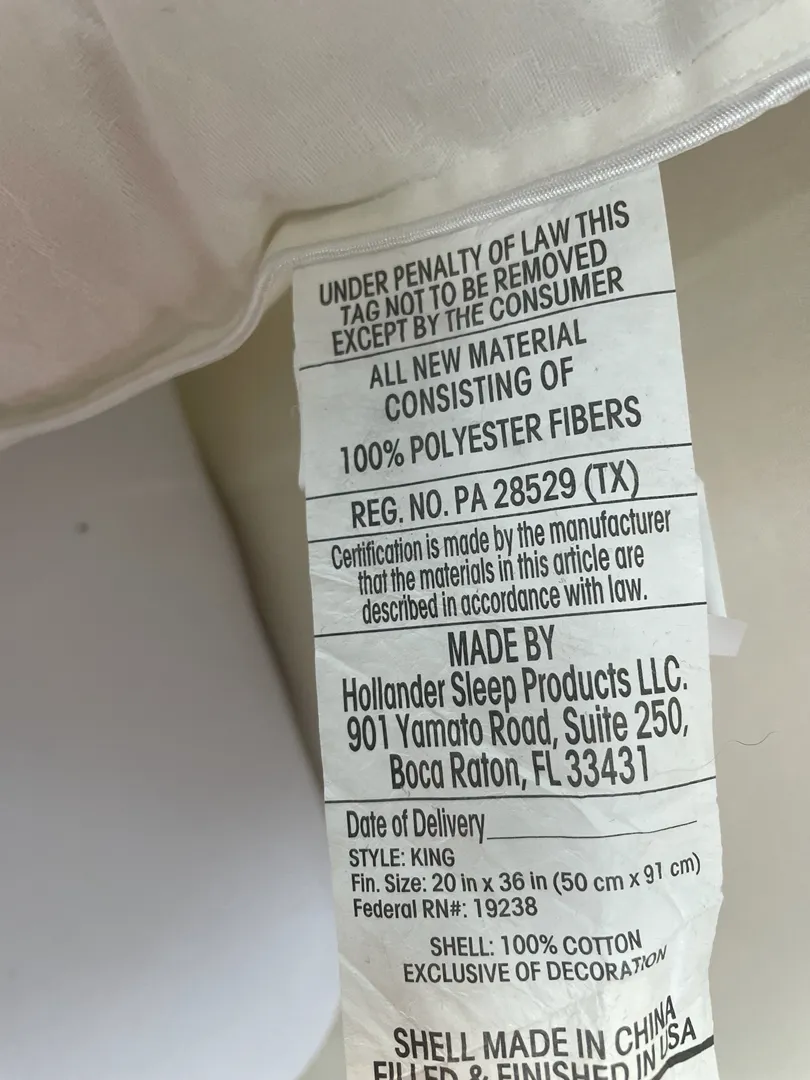 UNDER PENALTY OF LAW THIS
TAG NOT TO BE REMOVED
EXCEPT BY THE CONSUMER
ALL NEW MATERIAL
CONSISTING OF
100% POLYESTER FIBERS
REG. NO. PA 28529 (TX)
Certification is made by the manufacturer
that the materials in this article are
described in accordance with law.
MADE BY
Hollander Sleep Products LLC.
901 Yamato Road, Suite 250,
Boca Raton, FL 33431
Date of Delivery
STYLE: KING
Fin. Size: 20 in x 36 in (50 cm x 91 cm)
Federal RN#: 19238
SHELL: 100% COTTON
EXCLUSIVE OF DECORATION
SHELL MADE IN CHINA
FILLED & FINISHED IN USA